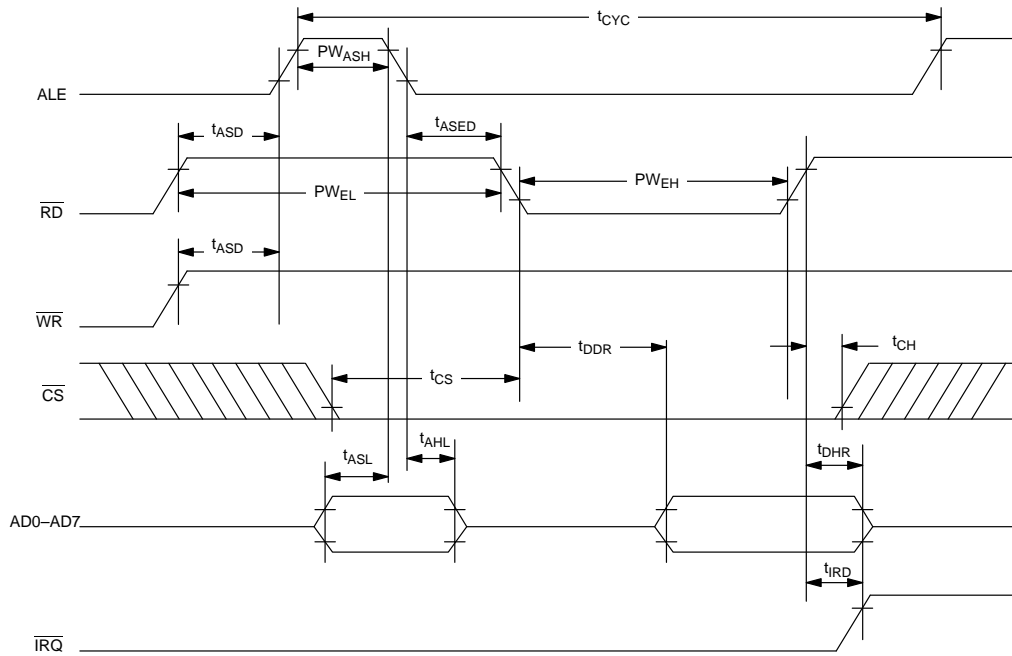 tCYC
PWASH
ALE
tASD
tASED
PWEL
PWEH
RD
tASD
WR
tDDR
tCH
tCS
CS
tASL
tAHL
tDHR
AD0–AD7
tIRD
IRQ